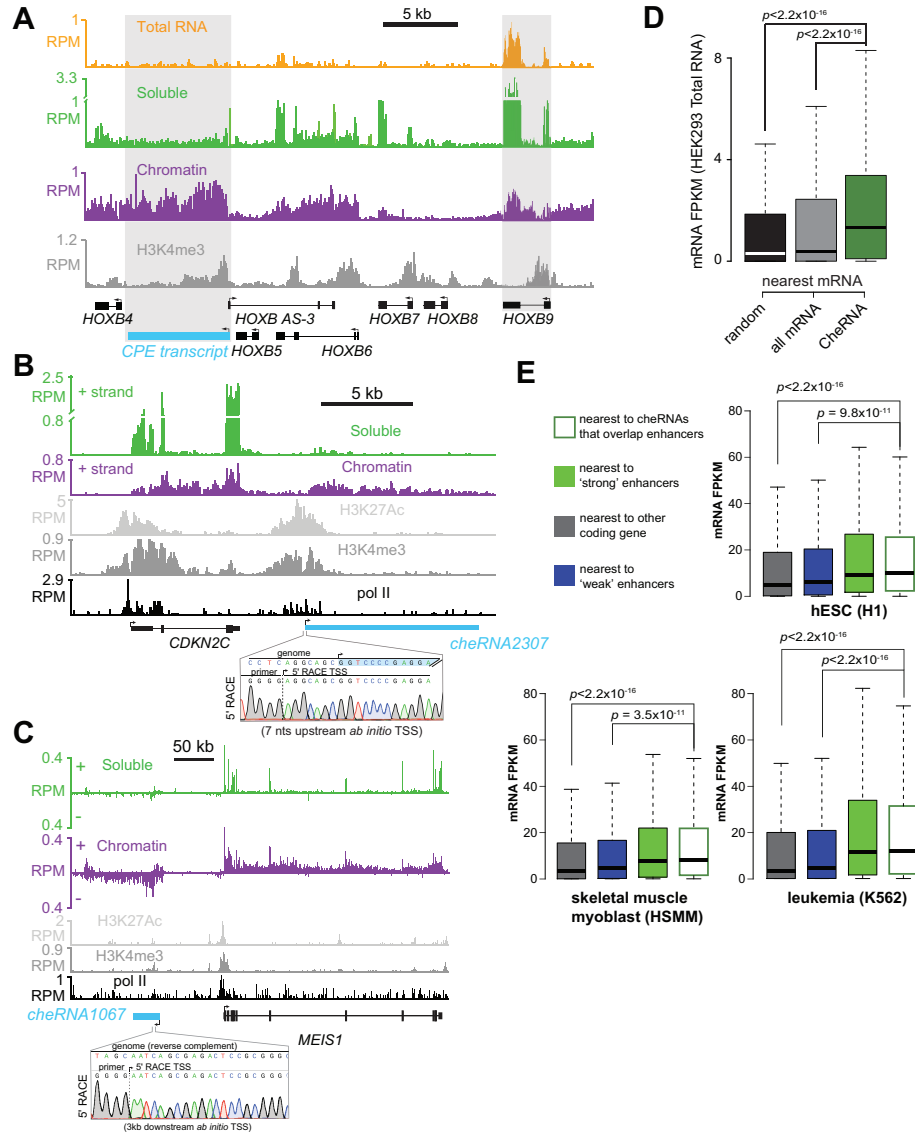 A
5 kb
1
RPM
Total RNA
3.3
Soluble
1
RPM
1
RPM
Chromatin
1.2
RPM
H3K4me3
HOXB4
HOXB AS-3
HOXB7
HOXB8
HOXB9
CPE transcript
HOXB5
HOXB6
B
2.5
RPM
+ strand
5 kb
0.8
Soluble
0.8
RPM
+ strand
Chromatin
5
RPM
H3K27Ac
0.9
RPM
H3K4me3
2.9
RPM
pol II
CDKN2C
cheRNA2307
genome
C C T C A G G C A G C G G T C C C C G A G G A
primer
5' RACE TSS
G G G G A G G C A G C G G T C C C C G A G G A
5' RACE
(7 nts upstream ab initio TSS)
C
50 kb
0.4
+
Soluble
RPM
-
0.4
0.4
+
Chromatin
RPM
-
0.4
2
RPM
H3K27Ac
0.9
RPM
H3K4me3
1
RPM
pol II
cheRNA1067
MEIS1
genome (reverse complement)
T A G C A A T C A G C G A G A C T C C G C G G G G
primer
5' RACE TSS
G G G G A A T C A G C G A G A C T C C G C G G G G
5' RACE
(3kb downstream ab initio TSS)
D
p<2.2x10-16
p<2.2x10-16
mRNA FPKM (HEK293 Total RNA)
8
4
0
nearest mRNA
random
all mRNA
CheRNA
E
nearest to cheRNAs
that overlap enhancers
nearest to
'strong' enhancers
nearest to other
coding gene
nearest to
'weak' enhancers
p<2.2x10-16
p = 9.8x10-11
mRNA FPKM
80
60
40
20
0
hESC (H1)
p<2.2x10-16
p = 3.5x10-11
mRNA FPKM
80
60
40
20
0
skeletal muscle
myoblast (HSMM)
p<2.2x10-16
p<2.2x10-16
mRNA FPKM
80
60
40
20
0
leukemia (K562)